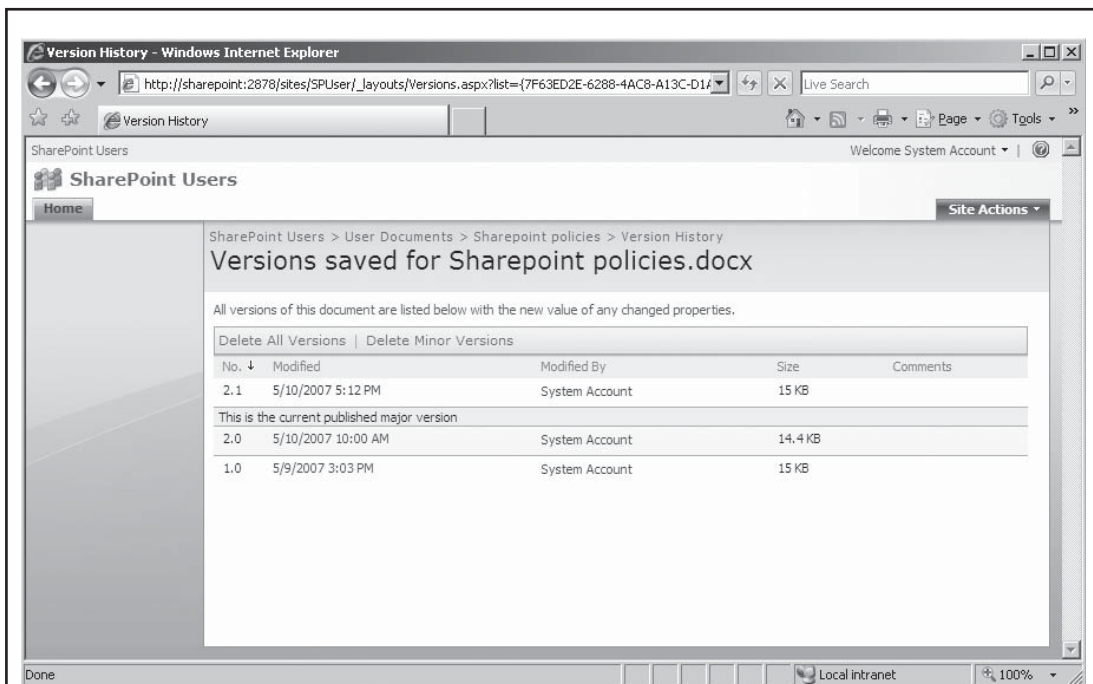 Version History - Windows Internet Explorer
http://sharepoint:2878/sites/SPUser/_layouts/Versions.aspx?list={7F63ED2E-6288-4AC8-A13C-D1A
Live Search
Version History
Page
Tools
SharePoint Users
Welcome System Account
SharePoint Users
Home
Site Actions
SharePoint Users > User Documents > Sharepoint policies > Version History
Versions saved for Sharepoint policies.docx
All versions of this document are listed below with the new value of any changed properties.
Delete All Versions | Delete Minor Versions
No. ↓ Modified Modified By Size Comments
2.1 5/10/2007 5:12 PM System Account 15 KB
This is the current published major version
2.0 5/10/2007 10:00 AM System Account 14.4 KB
1.0 5/9/2007 3:03 PM System Account 15 KB
Done
Local intranet
100%